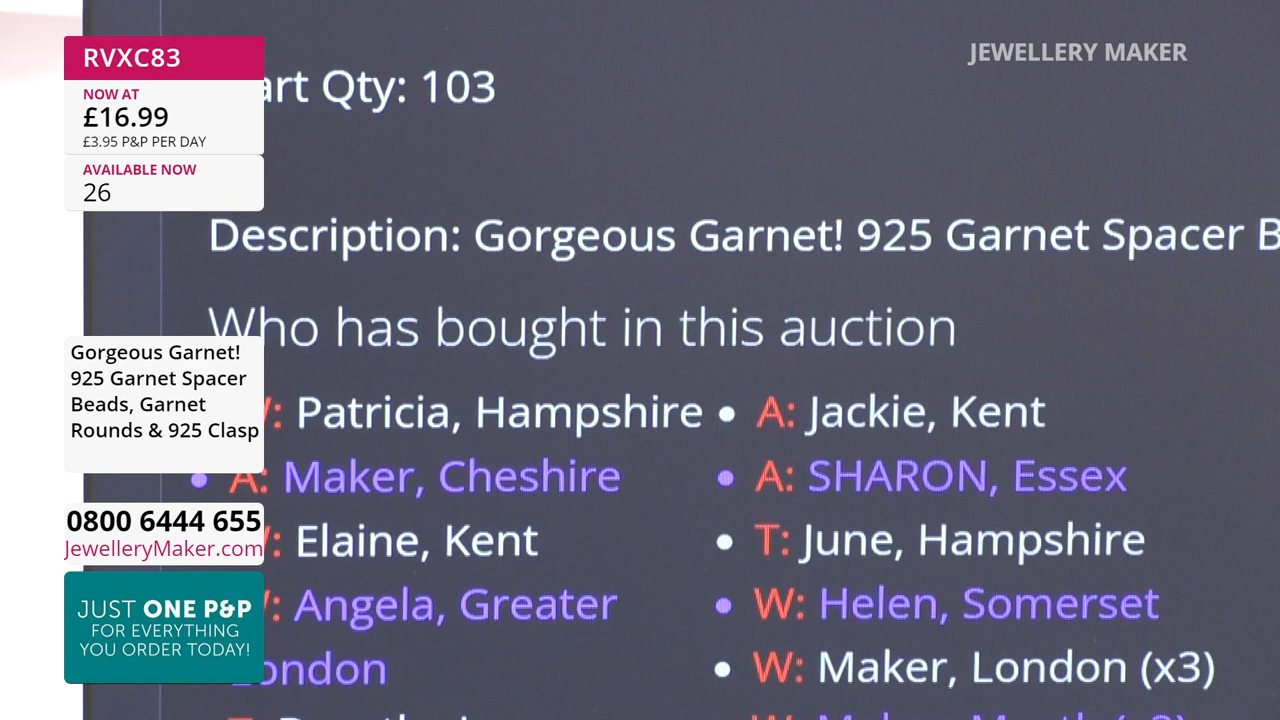 RVXC83
NOW AT
£16.99
£3.95 P&P PER DAY
AVAILABLE NOW
26
Gorgeous Garnet!
925 Garnet Spacer
Beads, Garnet
Rounds & 925 Clasp
0800 6444 655
JewelleryMaker.com
JUST ONE P&P
FOR EVERYTHING
YOU ORDER TODAY!
JEWELLERY MAKER
Qty: 103
Description: Gorgeous Garnet! 925 Garnet Spacer
Who has bought in this auction
Patricia, Hampshire • A: Jackie, Kent
• A: Maker, Cheshire • A: SHARON, Essex
Elaine, Kent • T: June, Hampshire
Angela, Greater • W: Helen, Somerset
London • W: Maker, London (x3)